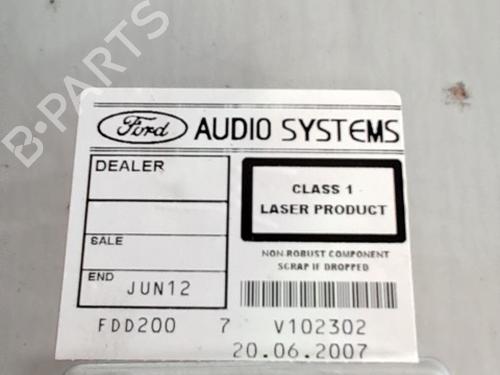 B-PARTS
Ford AUDIO SYSTEMS
DEALER
CLASS 1
LASER PRODUCT
SALE
NON ROBUST COMPONENT
SCRAP IF DROPPED
END JUN12
FDD200 7 V102302
20.06.2007